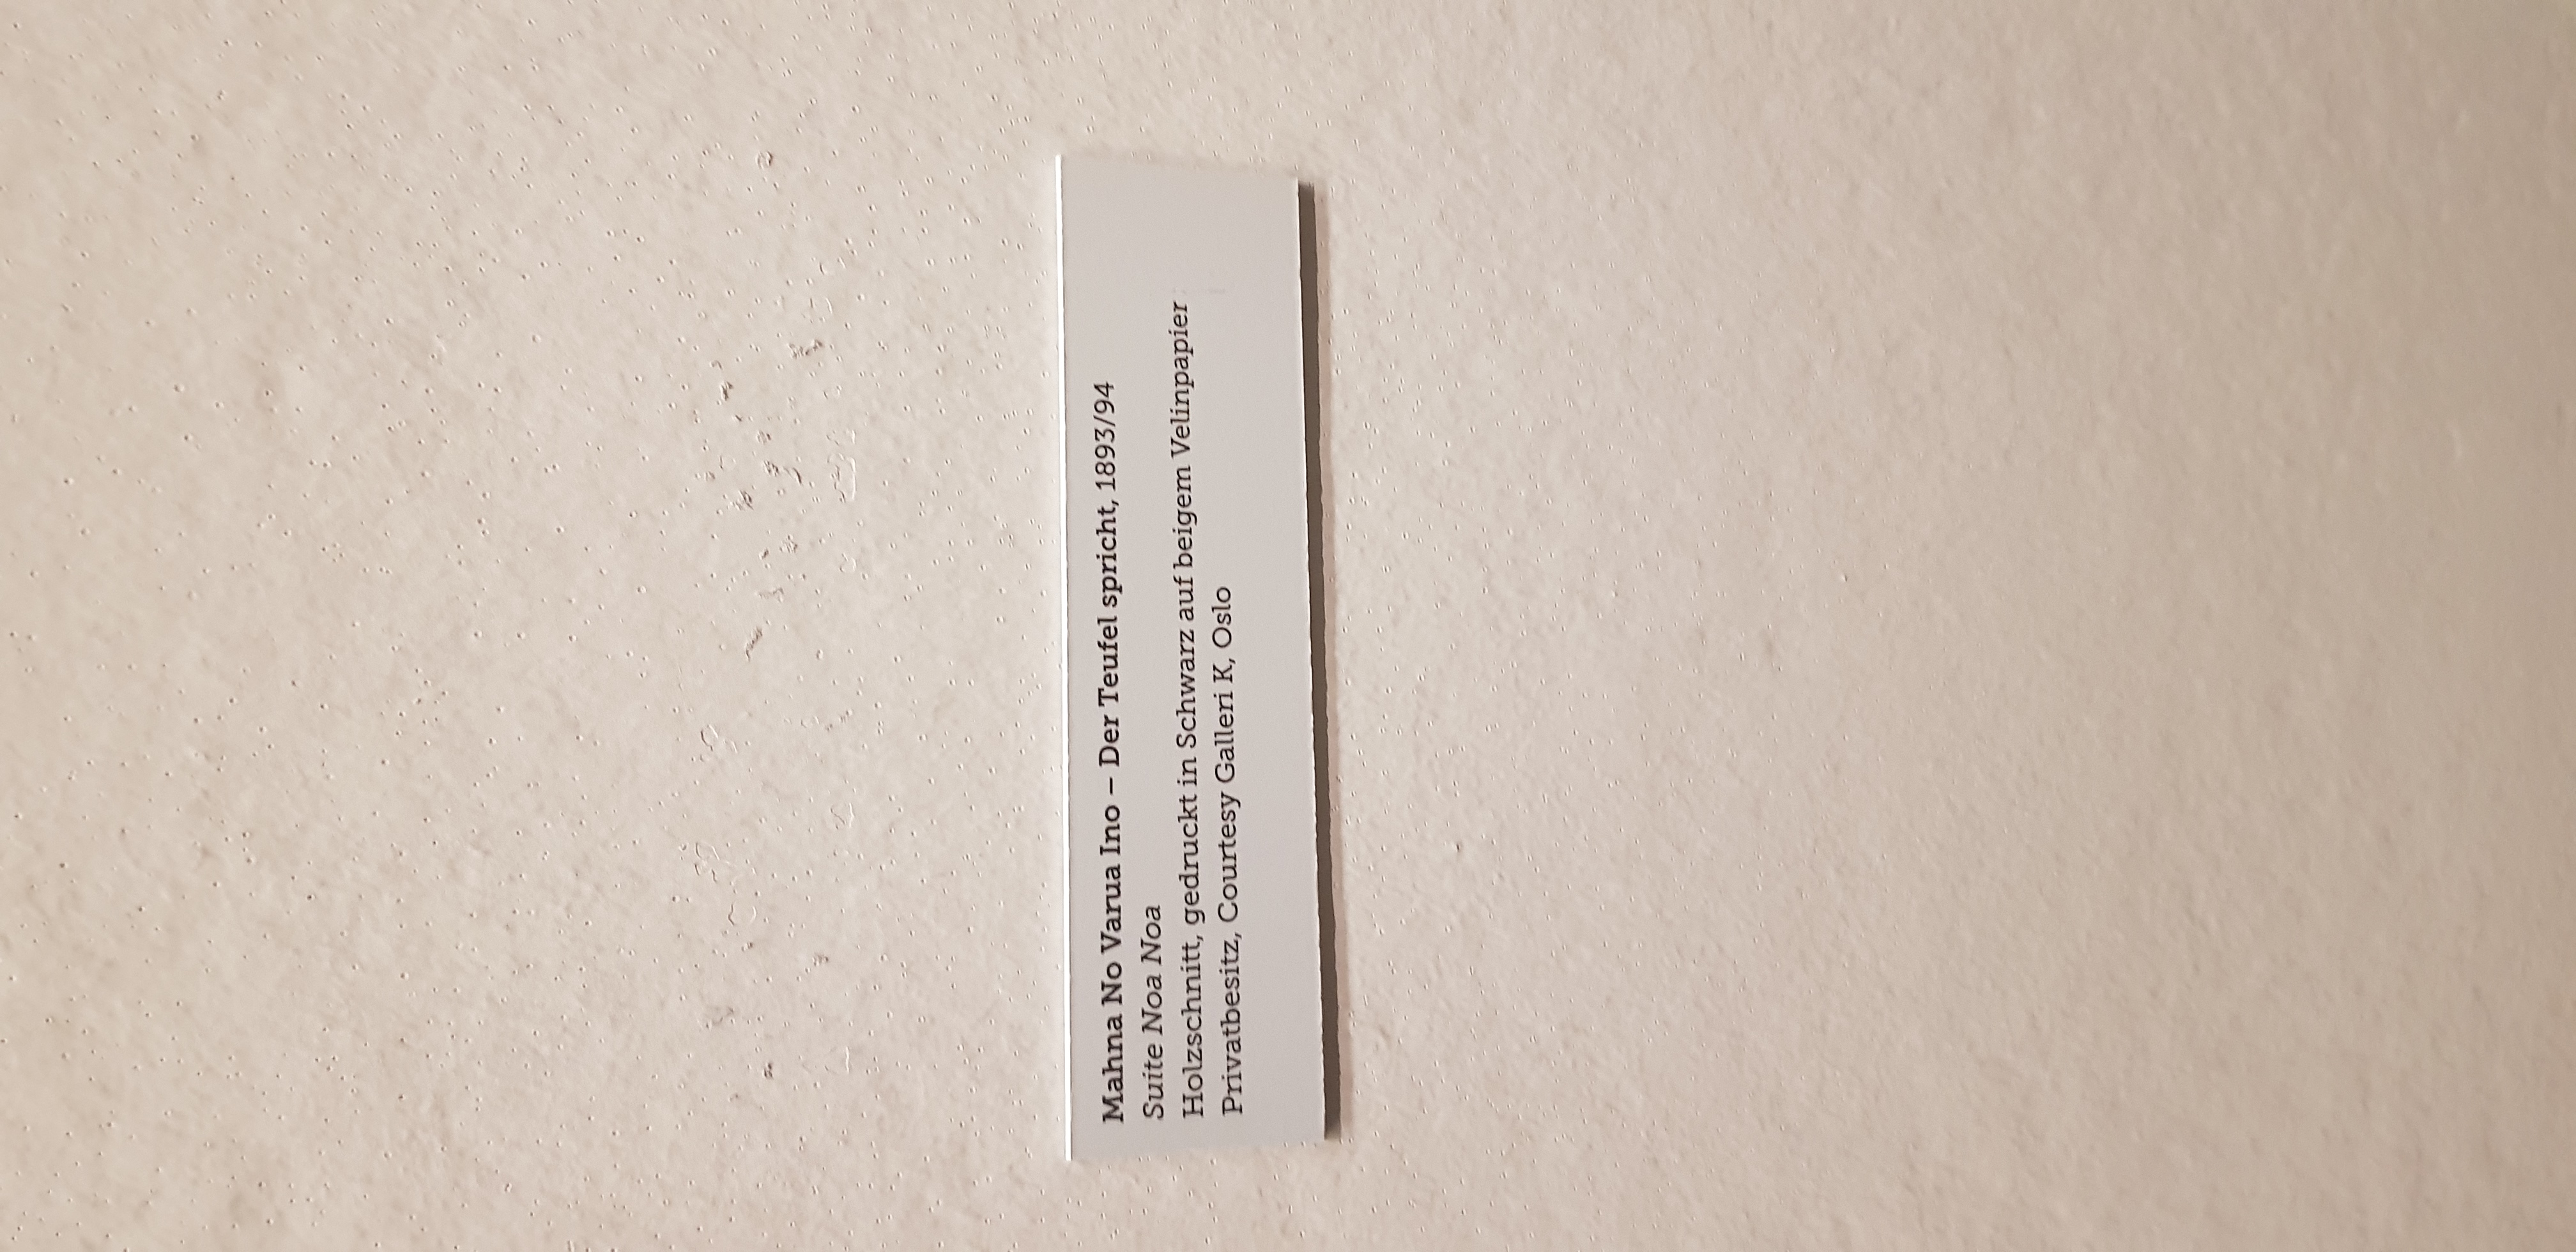 Mahna No Varua Ino – Der Teufel spricht, 1893/94
Suite Noa Noa
Holzschnitt, gedruckt in Schwarz auf beigem Velinpapier
Privatbesitz, Courtesy Galleri K, Oslo